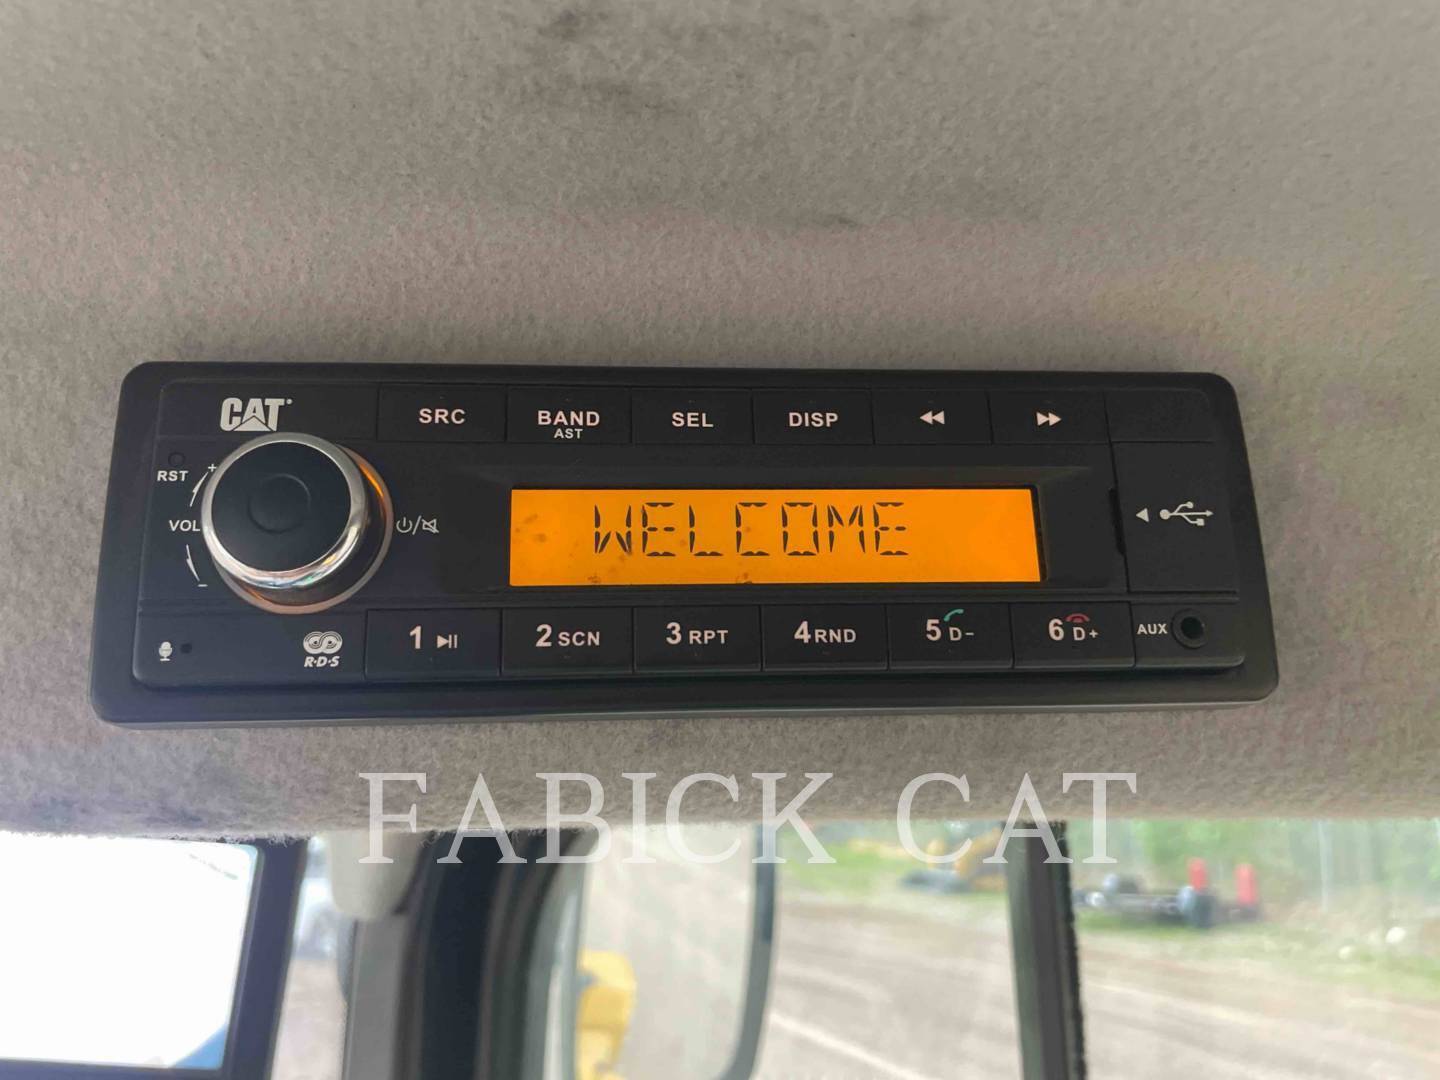 CAT
SRC BAND SEL DISP
AST
RST
+
VOL
WELCOME
-
R·D·S
1 2 SCN 3 RPT 4 RND 5 D- 6 D+ AUX
FABICK CAT